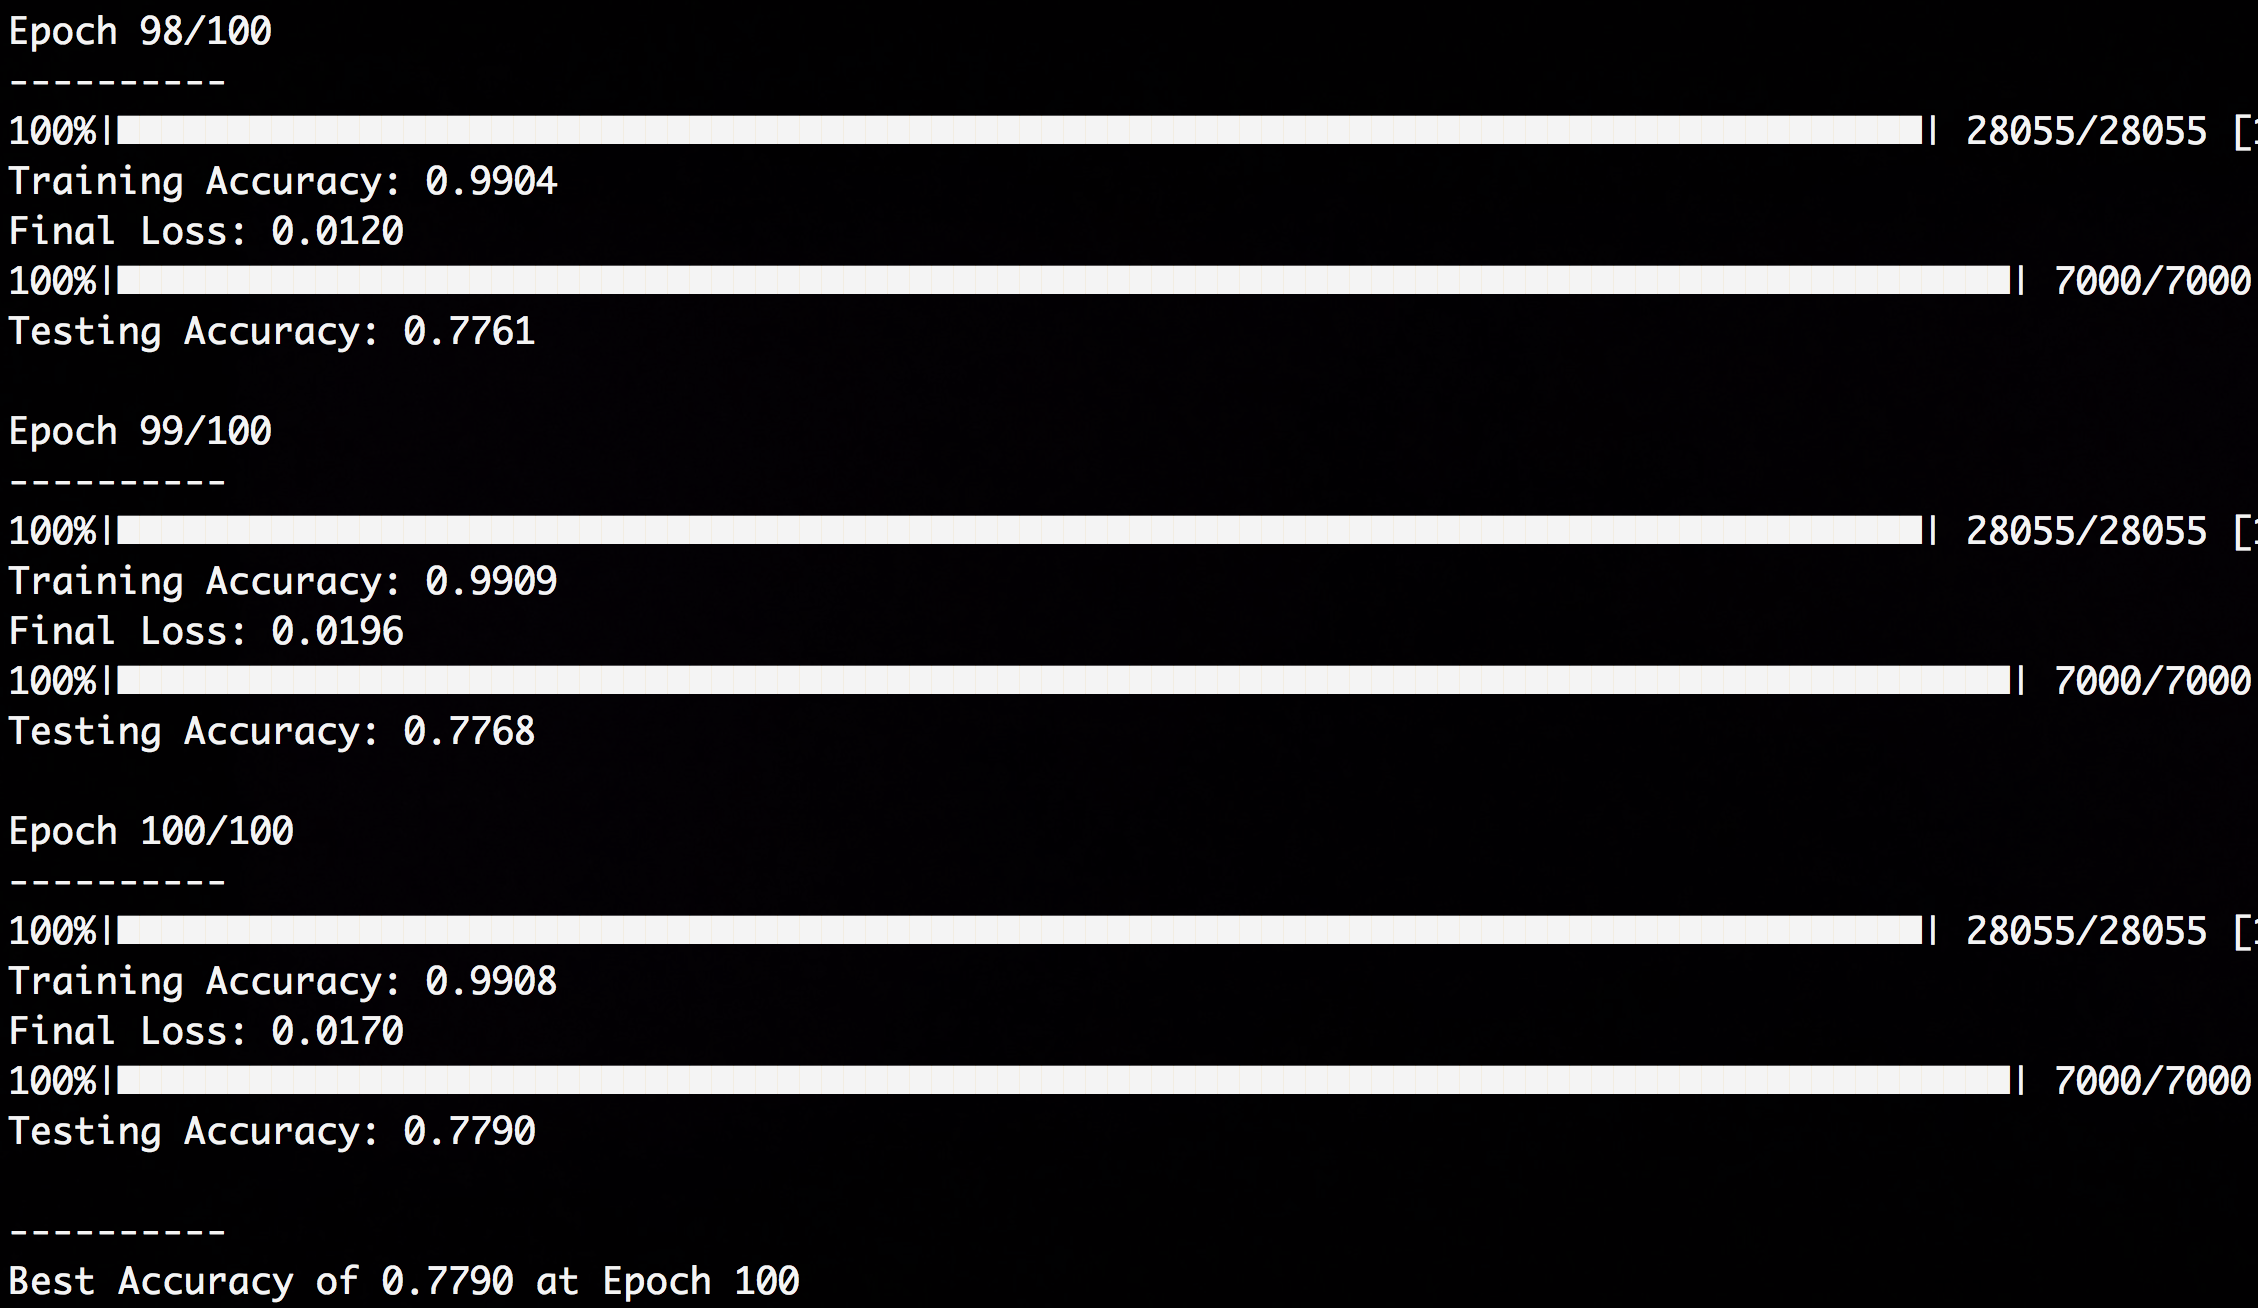 Epoch 98/100
----------
100%| | 28055/28055 [
Training Accuracy: 0.9904
Final Loss: 0.0120
100%| | 7000/7000
Testing Accuracy: 0.7761
Epoch 99/100
----------
100%| | 28055/28055 [
Training Accuracy: 0.9909
Final Loss: 0.0196
100%| | 7000/7000
Testing Accuracy: 0.7768
Epoch 100/100
----------
100%| | 28055/28055 [
Training Accuracy: 0.9908
Final Loss: 0.0170
100%| | 7000/7000
Testing Accuracy: 0.7790
----------
Best Accuracy of 0.7790 at Epoch 100